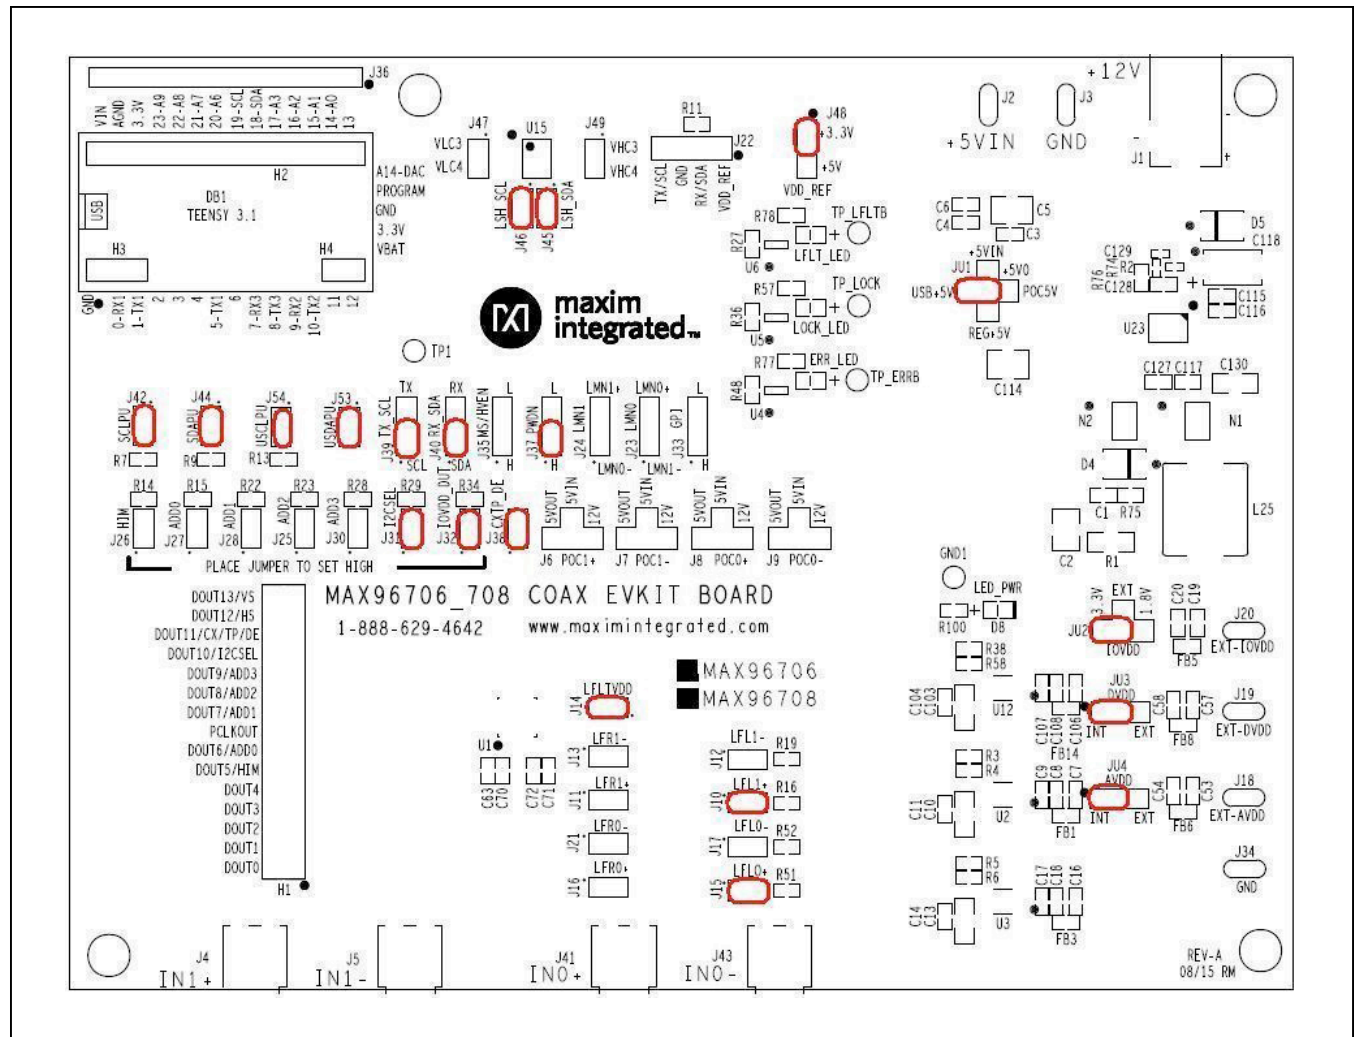 J36
VIN
AGND
3.3V
23-A9
22-A8
21-A7
20-A6
19-SCL
18-SDA
17-A3
16-A2
15-A1
14-A0
13
H2
DB1
TEENSY 3.1
USB
H3
H4
A14-DAC
PROGRAM
GND
3.3V
VBAT
GND
0-RX1
1-TX1
2
3
4
5-TX1
6
7-RX3
8-TX3
9-RX2
10-TX2
11
12
J47
VLC3
VLC4
U15
J49
VHC3
VHC4
LSH_SCL
J46
LSH_SDA
J45
R11
J22
TX/SCL
GND
RX/SDA
VDD_REF
J48
+3.3V
+5V
VDD_REF
J2
+5VIN
J3
GND
+12V
-
J1
+
maxim
integrated™
TP1
R78
TP_LFLTB
R27
U6
LFLT_LED
R57
TP_LOCK
R36
U5
LOCK_LED
R77
ERR_LED
TP_ERRB
R48
U4
C6
C4
C5
C3
+5VIN
JU1
+5VO
USB+5V
POC5V
REG+5V
C114
D5
C118
C129
R76
R74
R2
C128
C115
C116
U23
C127
C117
C130
N2
N1
D4
C1
R75
L25
C2
R1
J42
SCLPU
R7
J44
SDAPU
R9
J54
USCLPU
R13
J53
USDAPU
TX
J39 TX_SCL
SCL
RX
J40 RX_SDA
SDA
L
J35 MS/HVEN
H
L
J37 PWDN
H
LMN1+
J24 LMN1
LMN0-
LMN0+
J23 LMN0
LMN1-
L
J33 GPI
H
R14
HIM
J26
R15
ADD0
J27
R22
ADD1
J28
R23
ADD2
J25
R28
ADD3
J30
R29
I2CSEL
J31
R34
IOVDD_OUT
J32
CXTP_DE
J38
PLACE JUMPER TO SET HIGH
5VOUT
5VIN
12V
J6 POC1+
5VOUT
5VIN
12V
J7 POC1-
5VOUT
5VIN
12V
J8 POC0+
5VOUT
5VIN
12V
J9 POC0-
MAX96706_708 COAX EVKIT BOARD
1-888-629-4642 www.maximintegrated.com
MAX96706
MAX96708
DOUT13/VS
DOUT12/HS
DOUT11/CX/TP/DE
DOUT10/I2CSEL
DOUT9/ADD3
DOUT8/ADD2
DOUT7/ADD1
PCLKOUT
DOUT6/ADD0
DOUT5/HIM
DOUT4
DOUT3
DOUT2
DOUT1
DOUT0
H1
U1
C63
C70
C72
C71
LFLTVDD
J14
LFR1-
J13
LFR1+
J11
LFR0-
J21
LFR0+
J16
LFL1-
J12
R19
LFL1+
J10
R16
LFL0-
J17
R52
LFL0+
J15
R51
GND1
LED_PWR
R100
D8
R38
R58
C104
C103
U12
R3
R4
C11
C10
U2
R5
R6
C14
C13
U3
3.3V
EXT
1.8V
JU2
IOVDD
C20
C19
FB5
J20
EXT-IOVDD
JU3
DVDD
C107
C108
C106
FB14
INT
EXT
C58
C57
FB8
J19
EXT-DVDD
JU4
AVDD
C9
C8
C7
FB1
INT
EXT
C54
C53
FB6
J18
EXT-AVDD
J34
GND
C17
C18
C16
FB3
J4
IN1+
J5
IN1-
J41
IN0+
J43
IN0-
REV-A
08/15 RM